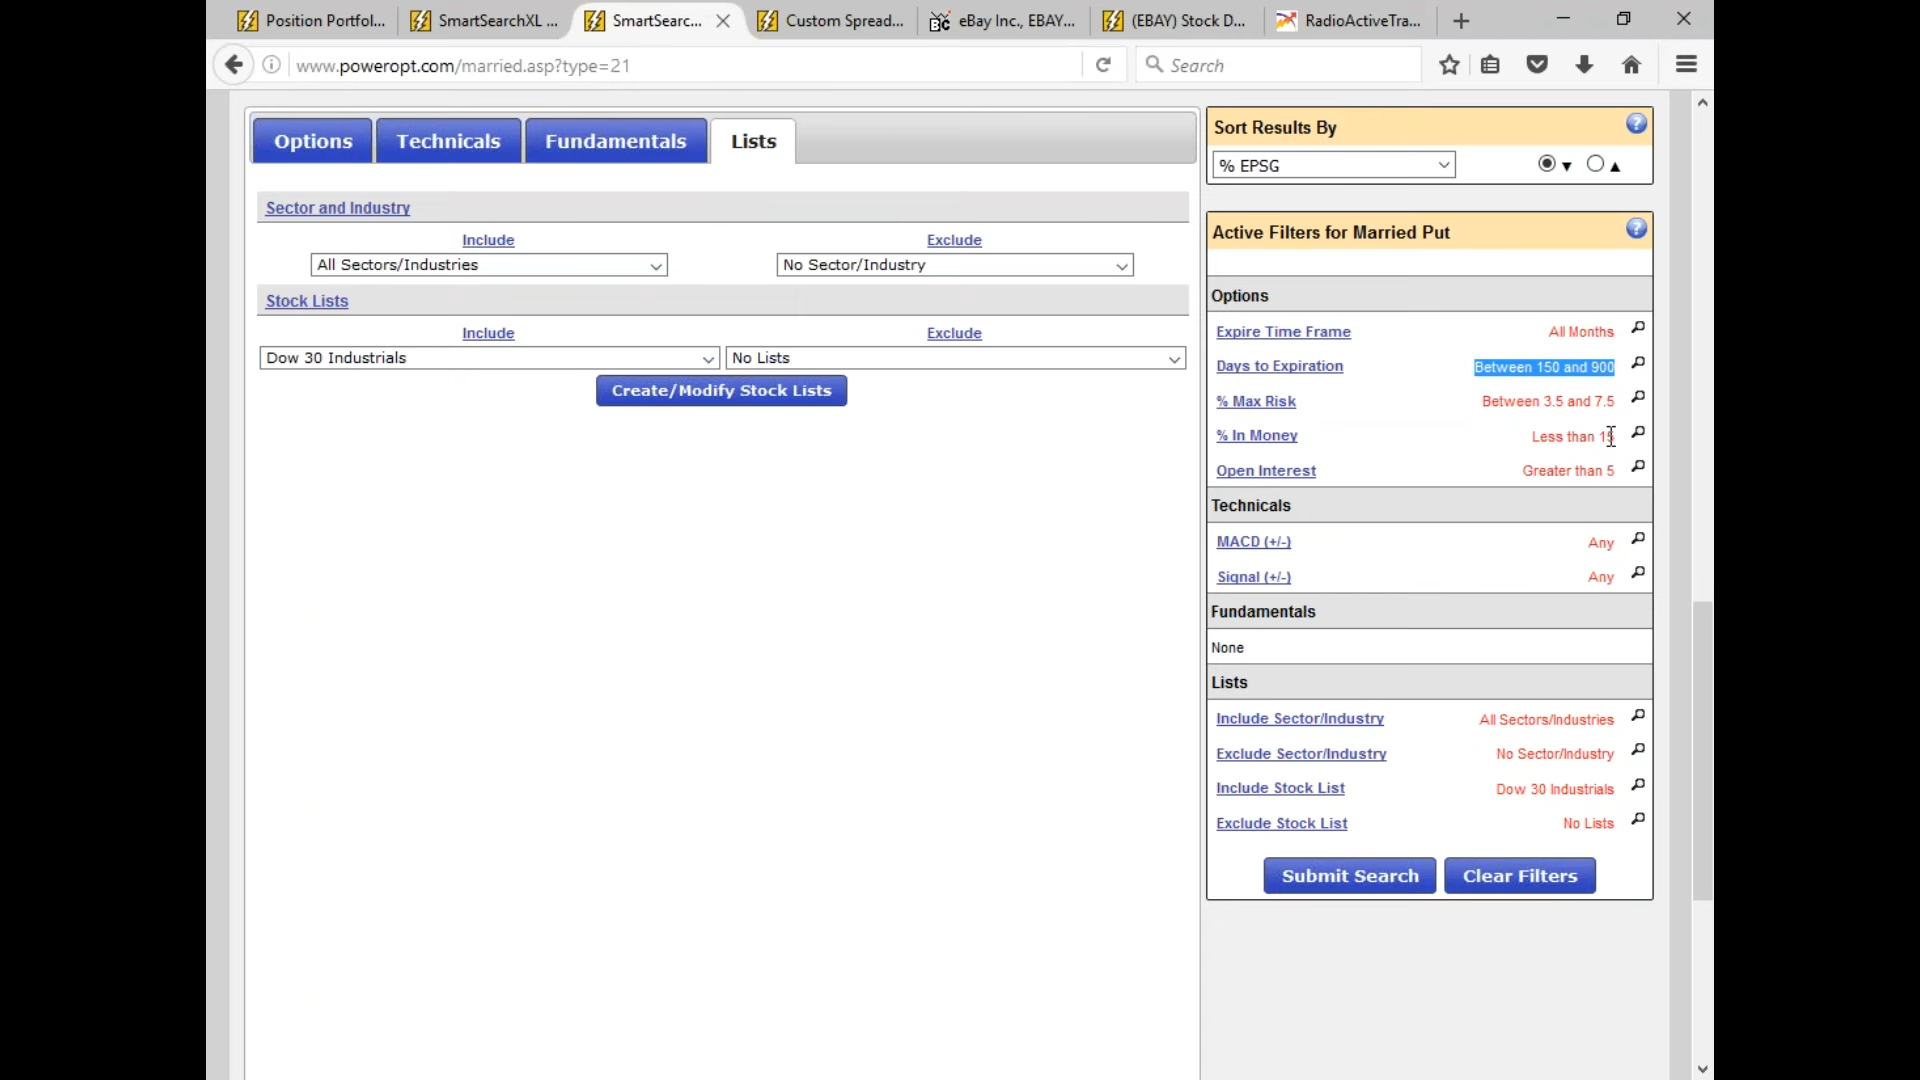 Position Portfol... SmartSearchXL ... SmartSearc... Custom Spread... eBay Inc., EBAY... (EBAY) Stock D... RadioActiveTra...
www.poweropt.com/married.asp?type=21 Search
Options Technicals Fundamentals Lists
Sector and Industry
Include Exclude
All Sectors/Industries No Sector/Industry
Stock Lists
Include Exclude
Dow 30 Industrials No Lists
Create/Modify Stock Lists
Sort Results By
% EPSG
Active Filters for Married Put
Options
Expire Time Frame All Months
Days to Expiration Between 150 and 900
% Max Risk Between 3.5 and 7.5
% In Money Less than 15
Open Interest Greater than 5
Technicals
MACD (+/-) Any
Signal (+/-) Any
Fundamentals
None
Lists
Include Sector/Industry All Sectors/Industries
Exclude Sector/Industry No Sector/Industry
Include Stock List Dow 30 Industrials
Exclude Stock List No Lists
Submit Search Clear Filters